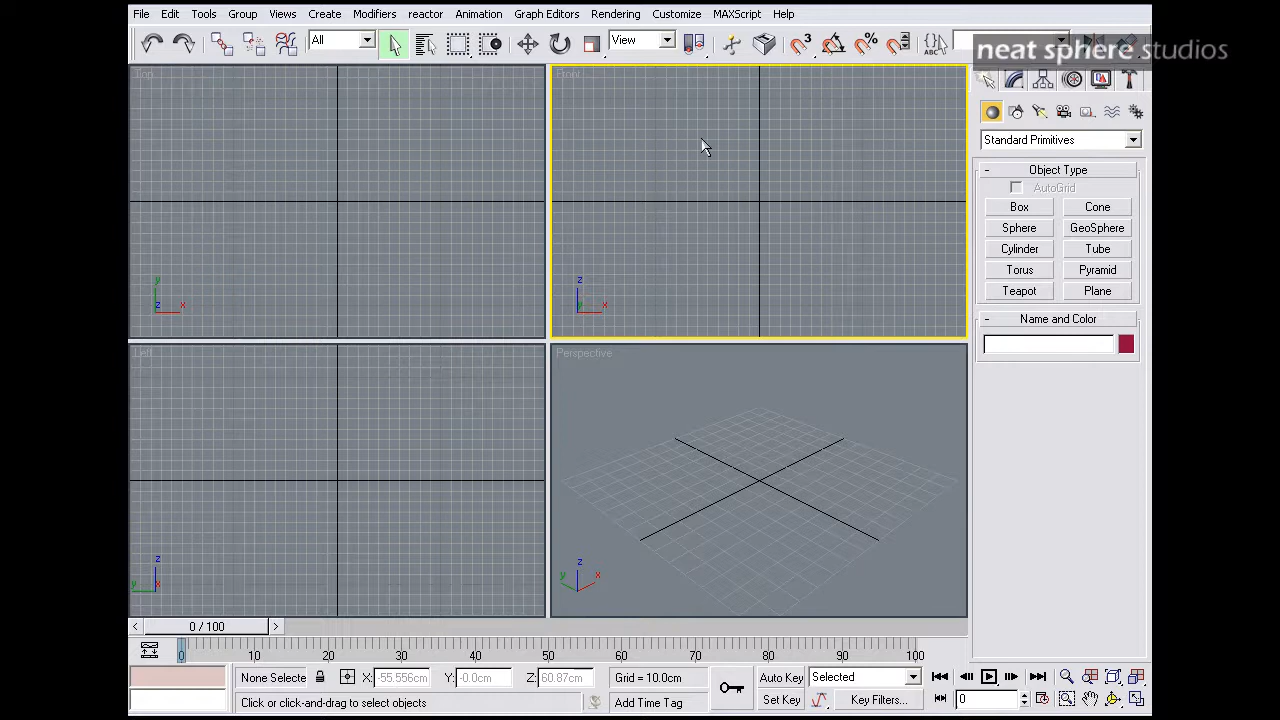 File Edit Tools Group Views Create Modifiers reactor Animation Graph Editors Rendering Customize MAXScript Help
All View 3 % ABC
neat sphere studios
Top Front
Standard Primitives
Object Type
AutoGrid
Box Cone
Sphere GeoSphere
Cylinder Tube
Torus Pyramid
Teapot Plane
y z x
z y x
Name and Color
Left Perspective
z y x
z y x
0 / 100
0 10 20 30 40 50 60 70 80 90 100
None Selected X: -55.556cm Y: -0.0cm Z: 60.87cm Grid = 10.0cm Auto Key Selected
Click or click-and-drag to select objects Add Time Tag Set Key Key Filters... 0